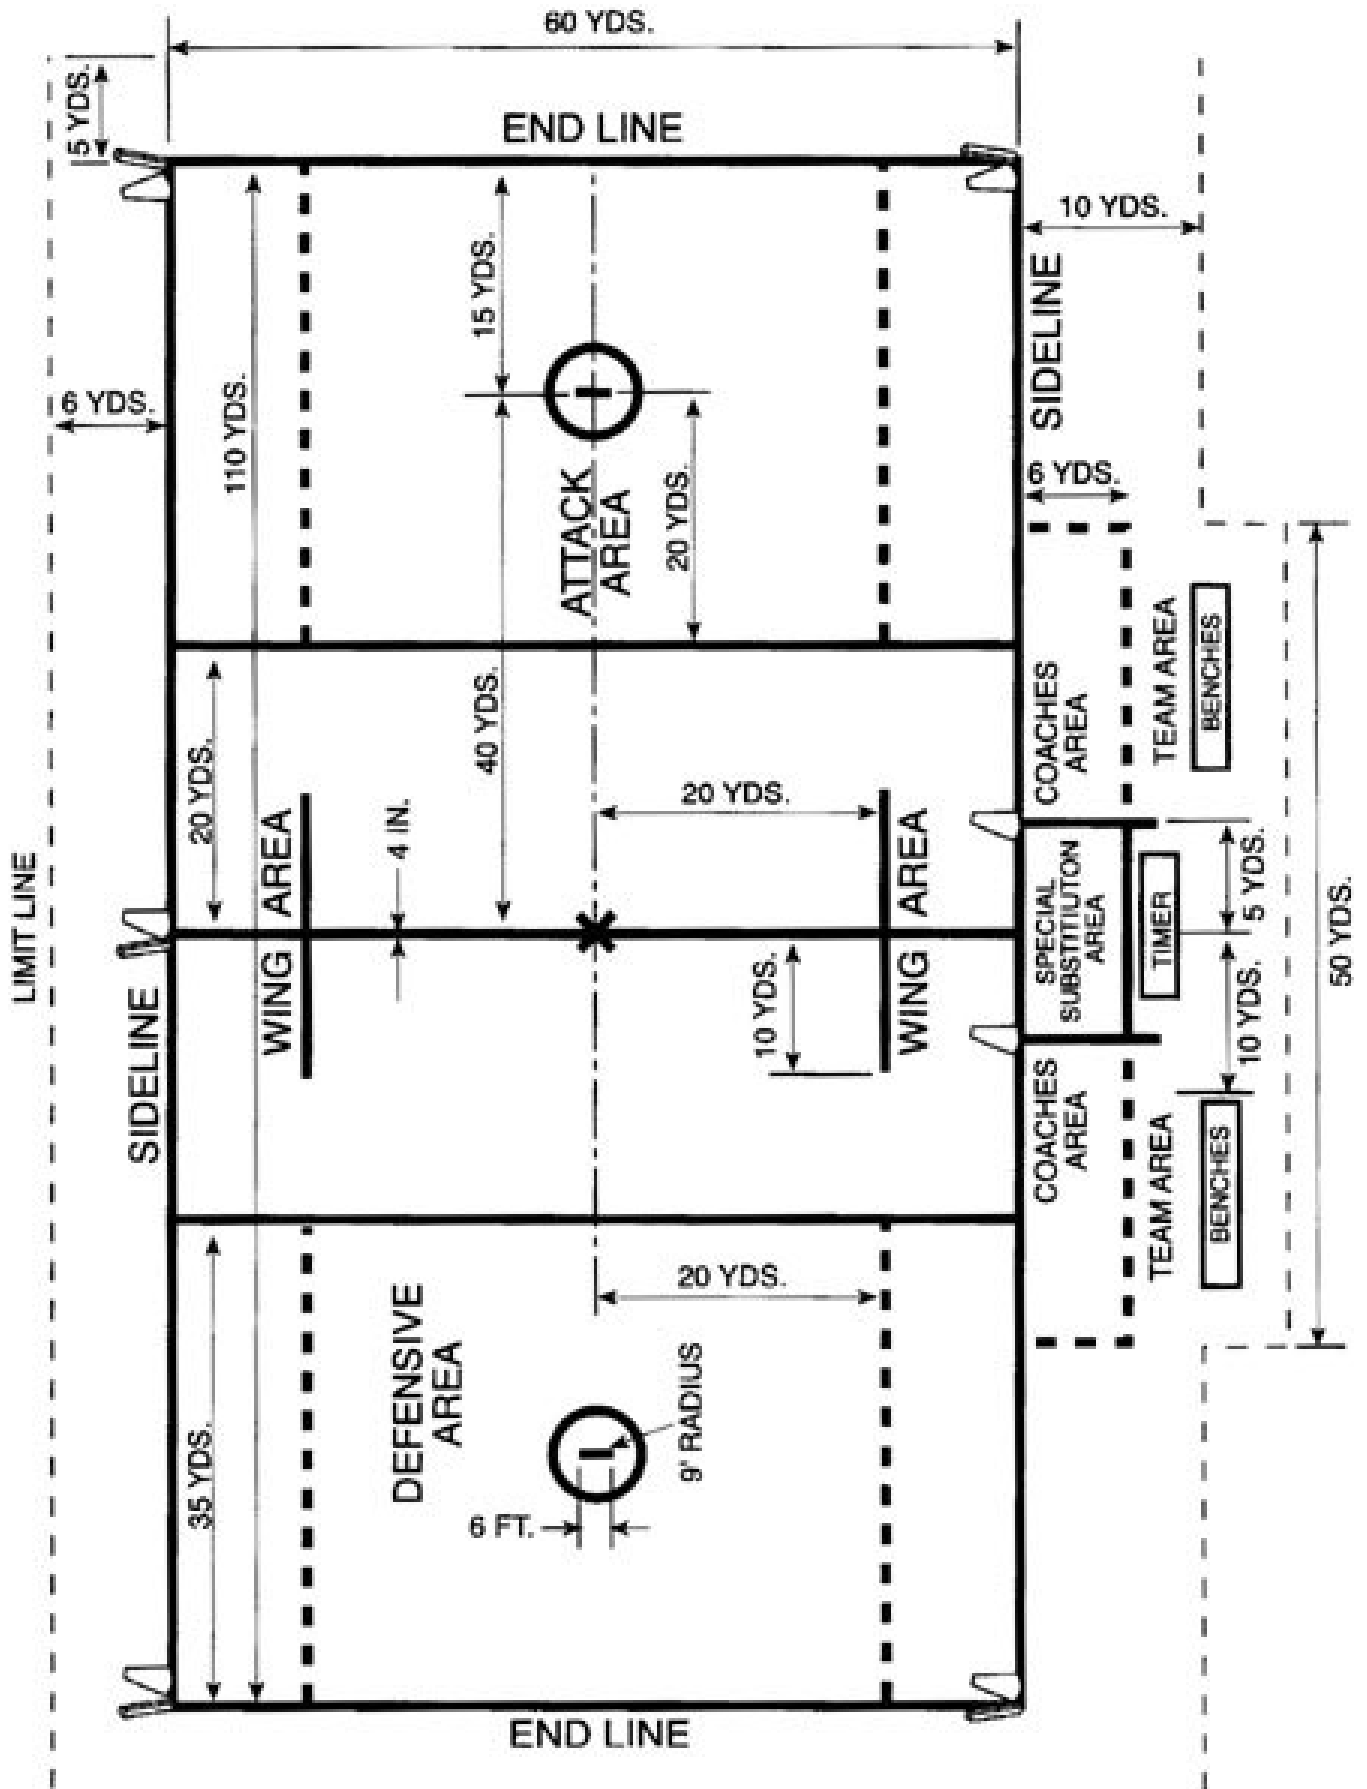 60 YDS.
5 YDS.
END LINE
10 YDS.
15 YDS.
SIDELINE
6 YDS.
110 YDS.
6 YDS.
ATTACK
AREA
20 YDS.
COACHES
AREA
TEAM AREA
BENCHES
20 YDS.
40 YDS.
20 YDS.
4 IN.
WING AREA
WING AREA
LIMIT LINE
SPECIAL
SUBSTITUTON
AREA
TIMER
5 YDS.
50 YDS.
10 YDS.
10 YDS.
SIDELINE
COACHES
AREA
TEAM AREA
BENCHES
20 YDS.
DEFENSIVE
AREA
9' RADIUS
35 YDS.
6 FT.
END LINE